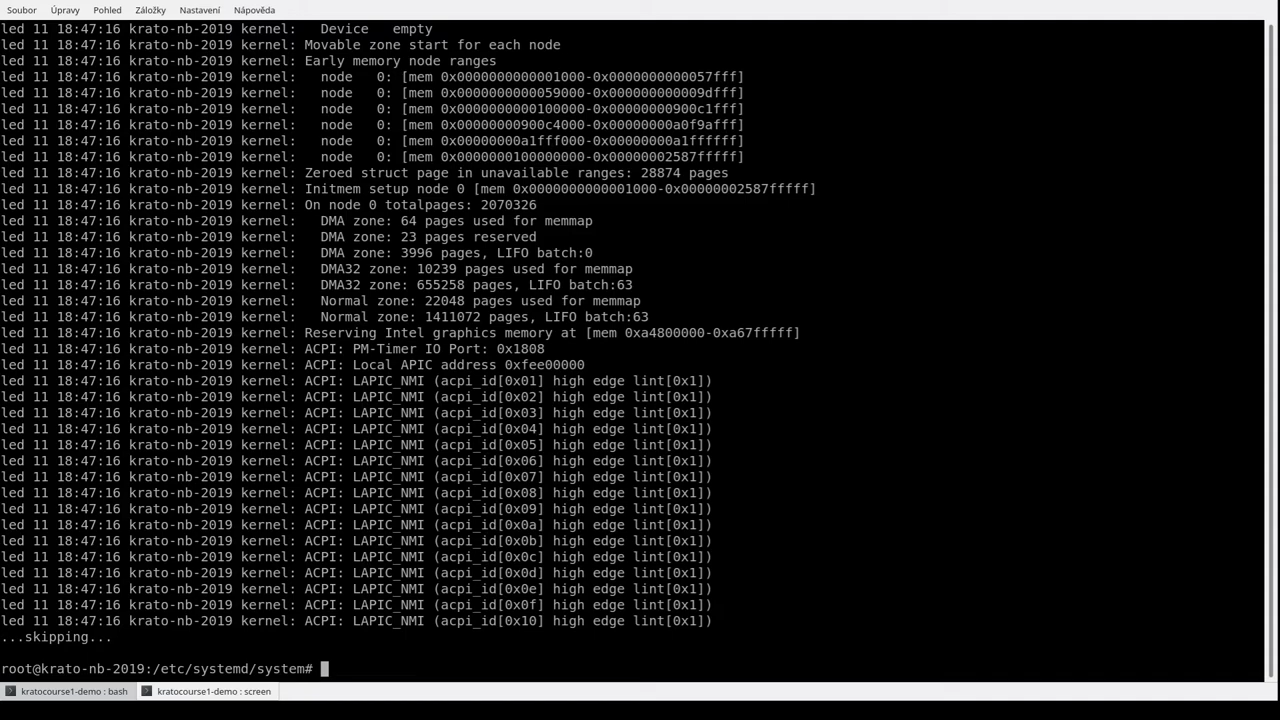 Soubor Úpravy Pohled Záložky Nastavení Nápověda
led 11 18:47:16 krato-nb-2019 kernel:   Device   empty
led 11 18:47:16 krato-nb-2019 kernel: Movable zone start for each node
led 11 18:47:16 krato-nb-2019 kernel: Early memory node ranges
led 11 18:47:16 krato-nb-2019 kernel:   node   0: [mem 0x0000000000001000-0x0000000000057fff]
led 11 18:47:16 krato-nb-2019 kernel:   node   0: [mem 0x0000000000059000-0x000000000009dfff]
led 11 18:47:16 krato-nb-2019 kernel:   node   0: [mem 0x0000000000100000-0x00000000900c1fff]
led 11 18:47:16 krato-nb-2019 kernel:   node   0: [mem 0x00000000900c4000-0x00000000a0f9afff]
led 11 18:47:16 krato-nb-2019 kernel:   node   0: [mem 0x00000000a1fff000-0x00000000a1ffffff]
led 11 18:47:16 krato-nb-2019 kernel:   node   0: [mem 0x0000000100000000-0x00000002587fffff]
led 11 18:47:16 krato-nb-2019 kernel: Zeroed struct page in unavailable ranges: 28874 pages
led 11 18:47:16 krato-nb-2019 kernel: Initmem setup node 0 [mem 0x0000000000001000-0x00000002587fffff]
led 11 18:47:16 krato-nb-2019 kernel: On node 0 totalpages: 2070326
led 11 18:47:16 krato-nb-2019 kernel:   DMA zone: 64 pages used for memmap
led 11 18:47:16 krato-nb-2019 kernel:   DMA zone: 23 pages reserved
led 11 18:47:16 krato-nb-2019 kernel:   DMA zone: 3996 pages, LIFO batch:0
led 11 18:47:16 krato-nb-2019 kernel:   DMA32 zone: 10239 pages used for memmap
led 11 18:47:16 krato-nb-2019 kernel:   DMA32 zone: 655258 pages, LIFO batch:63
led 11 18:47:16 krato-nb-2019 kernel:   Normal zone: 22048 pages used for memmap
led 11 18:47:16 krato-nb-2019 kernel:   Normal zone: 1411072 pages, LIFO batch:63
led 11 18:47:16 krato-nb-2019 kernel: Reserving Intel graphics memory at [mem 0xa4800000-0xa67fffff]
led 11 18:47:16 krato-nb-2019 kernel: ACPI: PM-Timer IO Port: 0x1808
led 11 18:47:16 krato-nb-2019 kernel: ACPI: Local APIC address 0xfee00000
led 11 18:47:16 krato-nb-2019 kernel: ACPI: LAPIC_NMI (acpi_id[0x01] high edge lint[0x1])
led 11 18:47:16 krato-nb-2019 kernel: ACPI: LAPIC_NMI (acpi_id[0x02] high edge lint[0x1])
led 11 18:47:16 krato-nb-2019 kernel: ACPI: LAPIC_NMI (acpi_id[0x03] high edge lint[0x1])
led 11 18:47:16 krato-nb-2019 kernel: ACPI: LAPIC_NMI (acpi_id[0x04] high edge lint[0x1])
led 11 18:47:16 krato-nb-2019 kernel: ACPI: LAPIC_NMI (acpi_id[0x05] high edge lint[0x1])
led 11 18:47:16 krato-nb-2019 kernel: ACPI: LAPIC_NMI (acpi_id[0x06] high edge lint[0x1])
led 11 18:47:16 krato-nb-2019 kernel: ACPI: LAPIC_NMI (acpi_id[0x07] high edge lint[0x1])
led 11 18:47:16 krato-nb-2019 kernel: ACPI: LAPIC_NMI (acpi_id[0x08] high edge lint[0x1])
led 11 18:47:16 krato-nb-2019 kernel: ACPI: LAPIC_NMI (acpi_id[0x09] high edge lint[0x1])
led 11 18:47:16 krato-nb-2019 kernel: ACPI: LAPIC_NMI (acpi_id[0x0a] high edge lint[0x1])
led 11 18:47:16 krato-nb-2019 kernel: ACPI: LAPIC_NMI (acpi_id[0x0b] high edge lint[0x1])
led 11 18:47:16 krato-nb-2019 kernel: ACPI: LAPIC_NMI (acpi_id[0x0c] high edge lint[0x1])
led 11 18:47:16 krato-nb-2019 kernel: ACPI: LAPIC_NMI (acpi_id[0x0d] high edge lint[0x1])
led 11 18:47:16 krato-nb-2019 kernel: ACPI: LAPIC_NMI (acpi_id[0x0e] high edge lint[0x1])
led 11 18:47:16 krato-nb-2019 kernel: ACPI: LAPIC_NMI (acpi_id[0x0f] high edge lint[0x1])
led 11 18:47:16 krato-nb-2019 kernel: ACPI: LAPIC_NMI (acpi_id[0x10] high edge lint[0x1])
...skipping...
root@krato-nb-2019:/etc/systemd/system#
kratocourse1-demo : bash kratocourse1-demo : screen